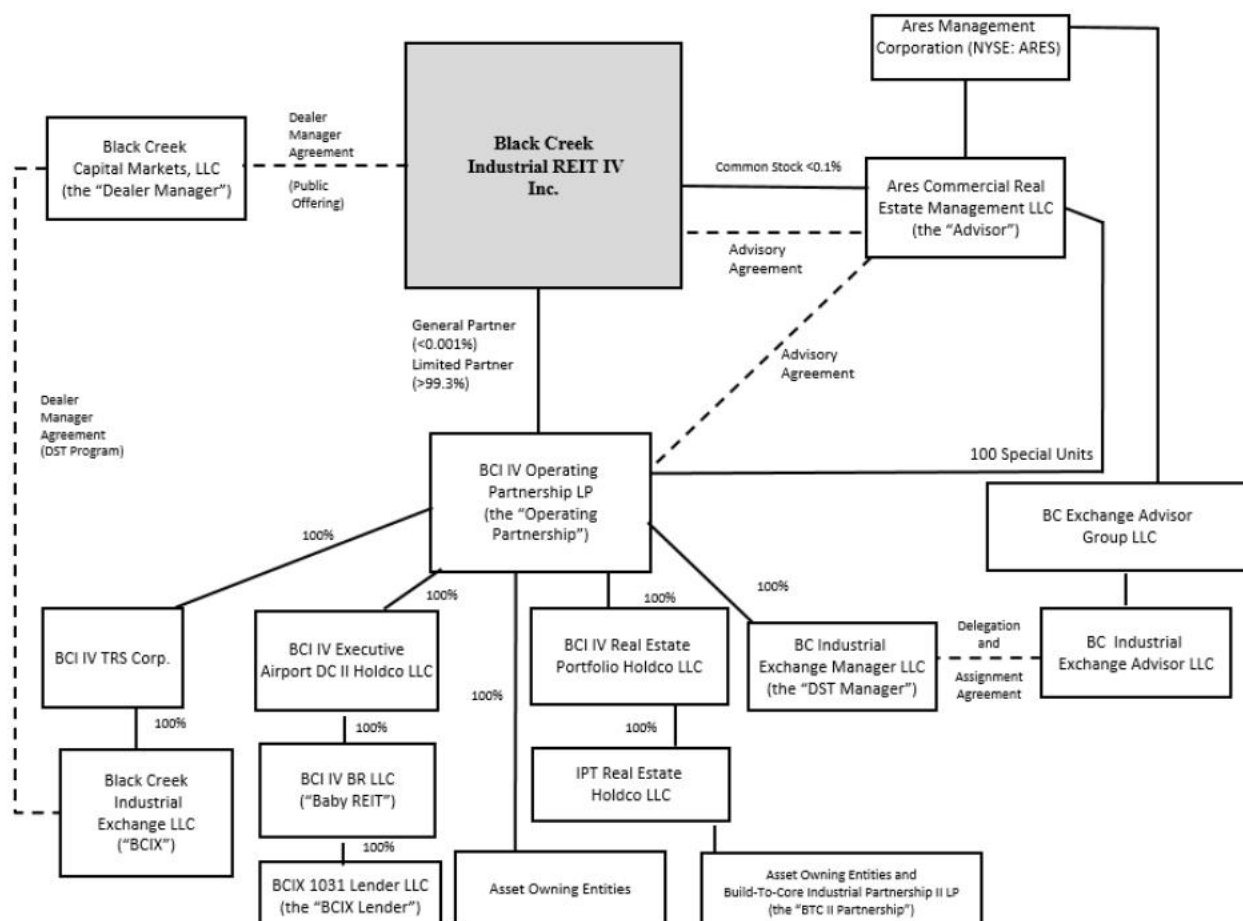 Ares Management
Corporation (NYSE: ARES)
Black Creek
Capital Markets, LLC
(the “Dealer Manager”)
Dealer
Manager
Agreement
(Public
Offering)
Black Creek
Industrial REIT IV
Inc.
Common Stock <0.1%
Ares Commercial Real
Estate Management LLC
(the “Advisor”)
Advisory
Agreement
General Partner
(<0.001%)
Limited Partner
(>99.3%)
Advisory
Agreement
Dealer
Manager
Agreement
(DST Program)
BCI IV Operating
Partnership LP
(the “Operating
Partnership”)
100 Special Units
BC Exchange Advisor
Group LLC
100%
100%
100%
100%
100%
BCI IV TRS Corp.
BCI IV Executive
Airport DC II Holdco LLC
BCI IV Real Estate
Portfolio Holdco LLC
BC Industrial
Exchange Manager LLC
(the “DST Manager”)
Delegation
and
Assignment
Agreement
BC Industrial
Exchange Advisor LLC
100%
100%
100%
Black Creek
Industrial
Exchange LLC
(“BCIX”)
BCI IV BR LLC
(“Baby REIT”)
IPT Real Estate
Holdco LLC
100%
BCIX 1031 Lender LLC
(the “BCIX Lender”)
Asset Owning Entities
Asset Owning Entities and
Build-To-Core Industrial Partnership II LP
(the “BTC II Partnership”)